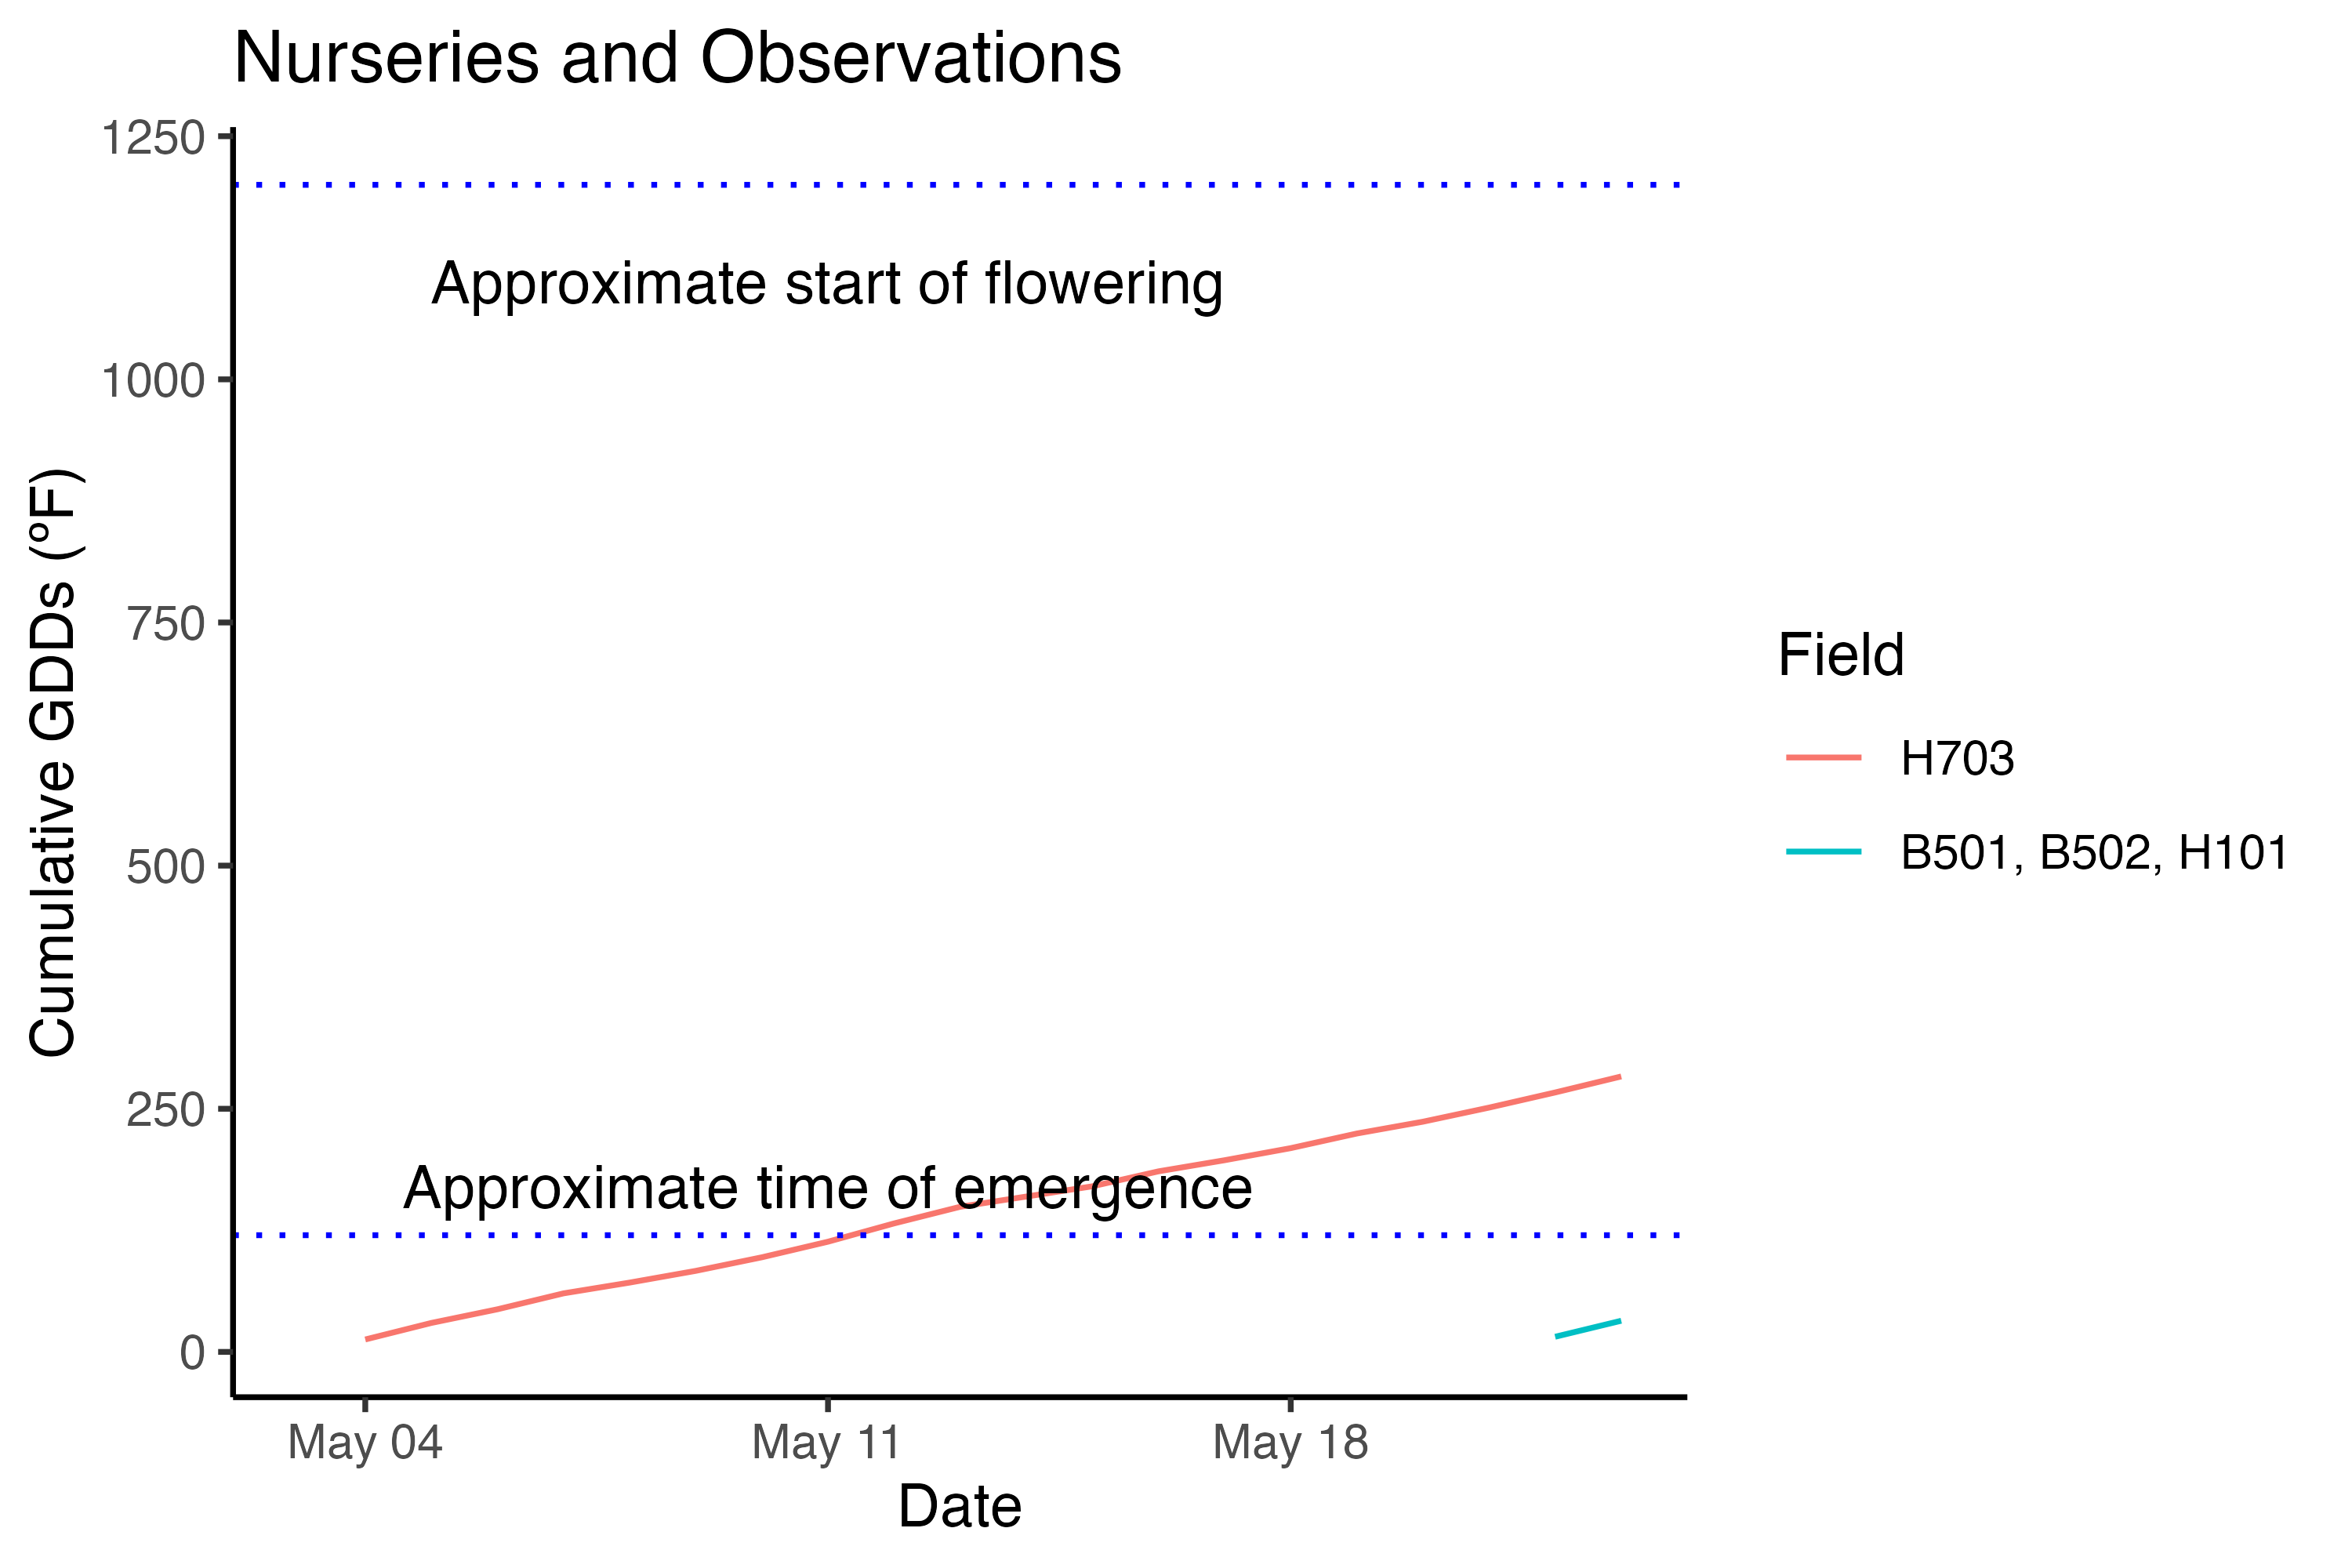 Nurseries and Observations
1250
1000
750
500
250
0
Cumulative GDDs (ºF)
Approximate start of flowering
Approximate time of emergence
May 04
May 11
May 18
Date
Field
H703
B501, B502, H101